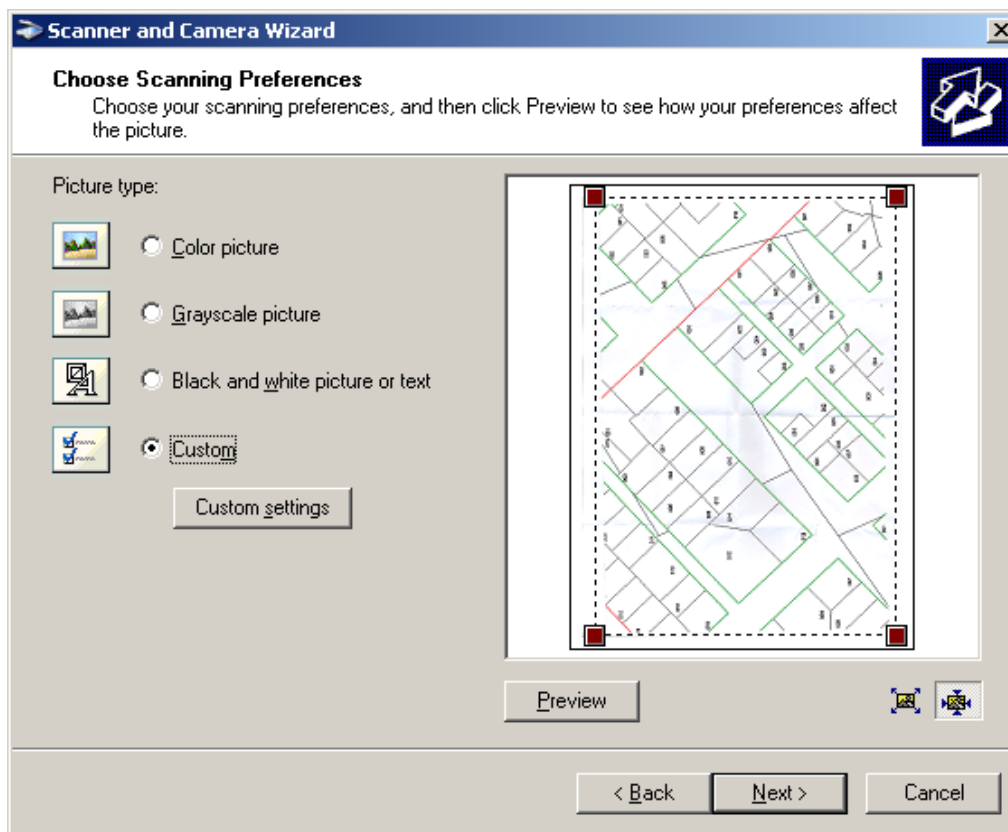 Scanner and Camera Wizard
Choose Scanning Preferences
Choose your scanning preferences, and then click Preview to see how your preferences affect
the picture.
Picture type:
Color picture
Grayscale picture
Black and white picture or text
Custom
Custom settings
Preview
< Back
Next >
Cancel